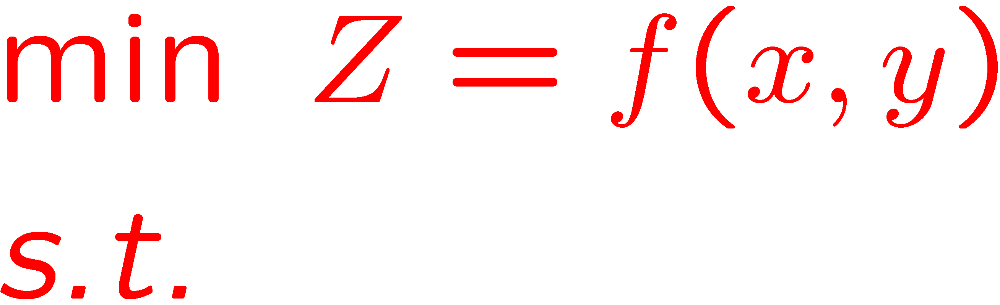 min Z = f(x, y)
s.t.